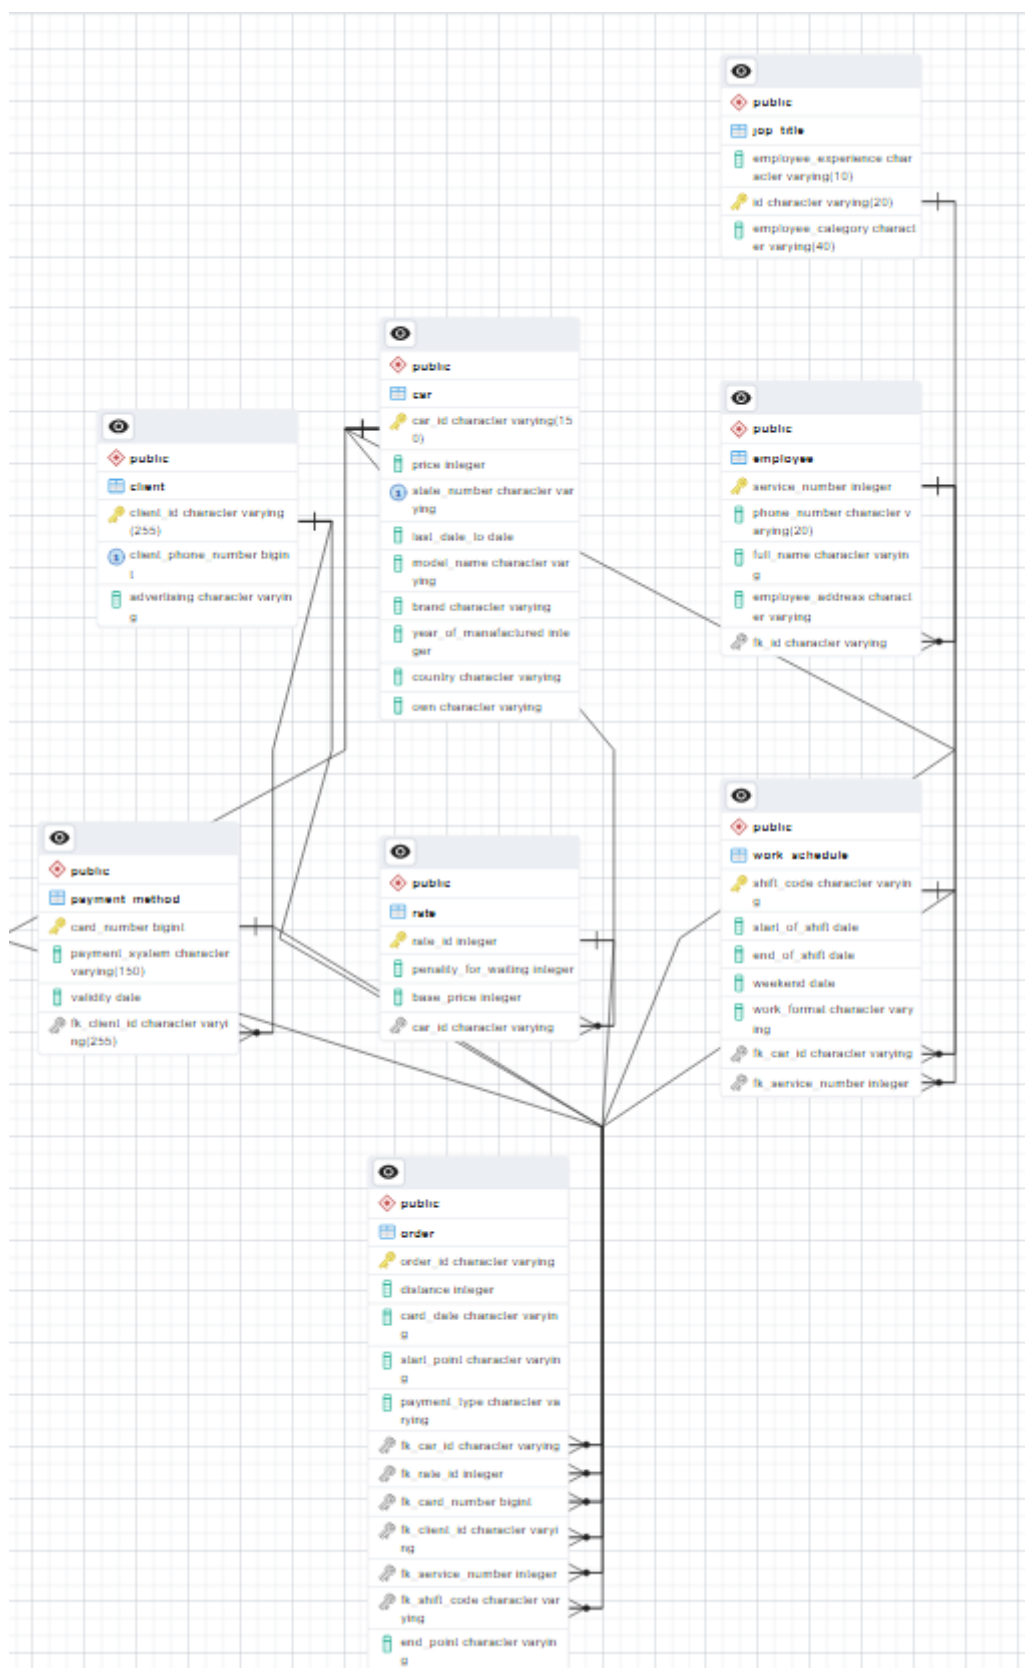 public
job_title
employee_experience char
acter varying(10)
id character varying(20)
employee_category charact
er varying(40)
public
car
car_id character varying(15
0)
price integer
state_number character var
ying
last_date_to date
model_name character var
ying
brand character varying
year_of_manafactured inte
ger
country character varying
own character varying
public
employee
service_number integer
phone_number character v
arying(20)
full_name character varyin
g
employee_address charact
er varying
fk_id character varying
public
client
client_id character varying
(255)
client_phone_number bigin
t
advertising character varyin
g
public
payment_method
card_number bigint
payment_system character
varying(150)
validity date
fk_client_id character varyi
ng(255)
public
rate
rate_id integer
penality_for_waiting integer
base_price integer
car_id character varying
public
work_schedule
shift_code character varyin
g
start_of_shift date
end_of_shift date
weekend date
work_format character vary
ing
fk_car_id character varying
fk_service_number integer
public
order
order_id character varying
distance integer
card_date character varyin
g
start_point character varyin
g
payment_type character va
rying
fk_car_id character varying
fk_rate_id integer
fk_card_number bigint
fk_client_id character varyi
ng
fk_service_number integer
fk_shift_code character var
ying
end_point character varyin
g